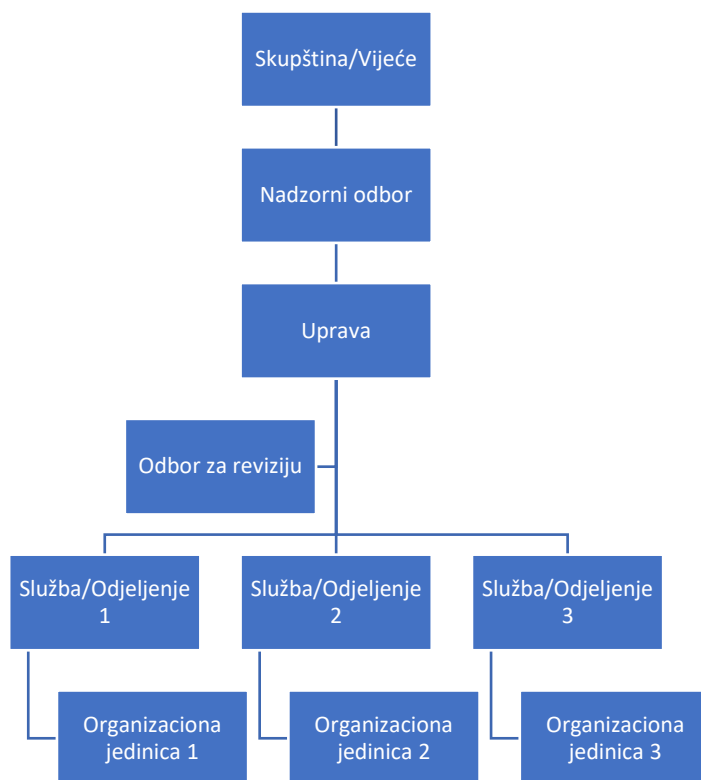 Skupština/Vijeće
Nadzorni odbor
Uprava
Odbor za reviziju
Služba/Odjeljenje
1
Služba/Odjeljenje
2
Služba/Odjeljenje
3
Organizaciona
jedinica 1
Organizaciona
jedinica 2
Organizaciona
jedinica 3